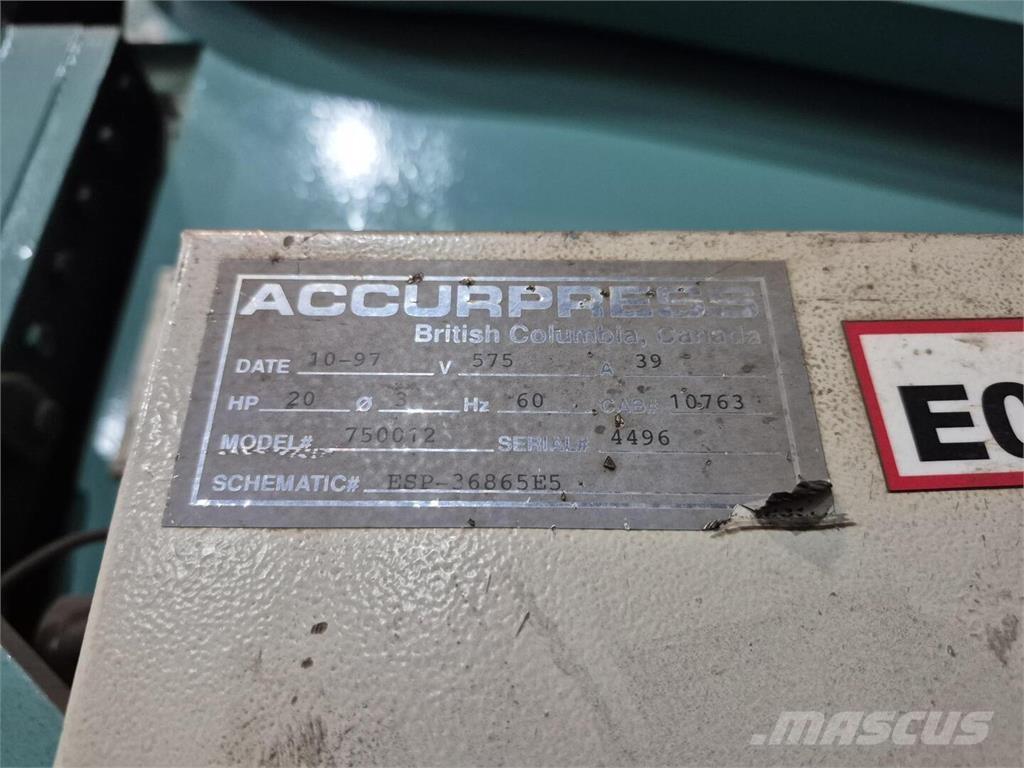 ACCURPRESS
British Columbia, Canada
DATE 10-97 V 575 A 39
HP 20 Ø 3 Hz 60 CAB# 10763
MODEL# 750012 SERIAL# 4496
SCHEMATIC# ESP-36865E5
MASCUS